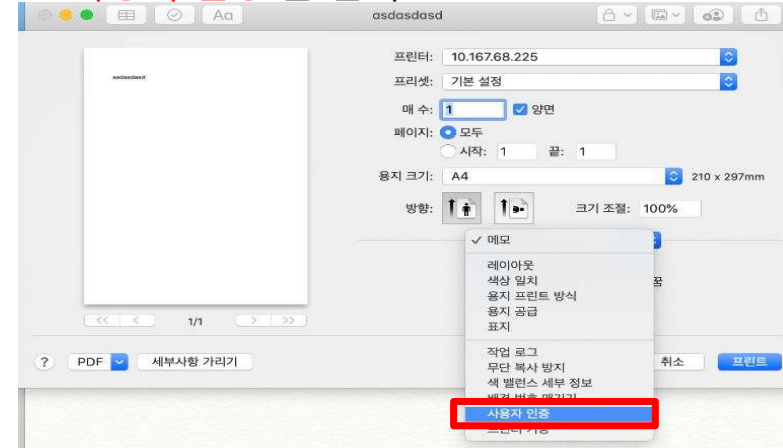 asdasdasd
프린터: 10.167.68.225
asdasdasd
프리셋: 기본 설정
매 수: 1 양면
페이지: 모두
시작: 1 끝: 1
용지 크기: A4 210 x 297mm
방향: 크기 조절: 100%
✓ 메모
레이아웃
색상 일치
꿈
용지 프린트 방식
용지 공급
표지
<< < 1/1 > >>
작업 로그
? PDF 세부사항 가리기
무단 복사 방지
취소 프린트
색 밸런스 세부 정보
사용자 인증